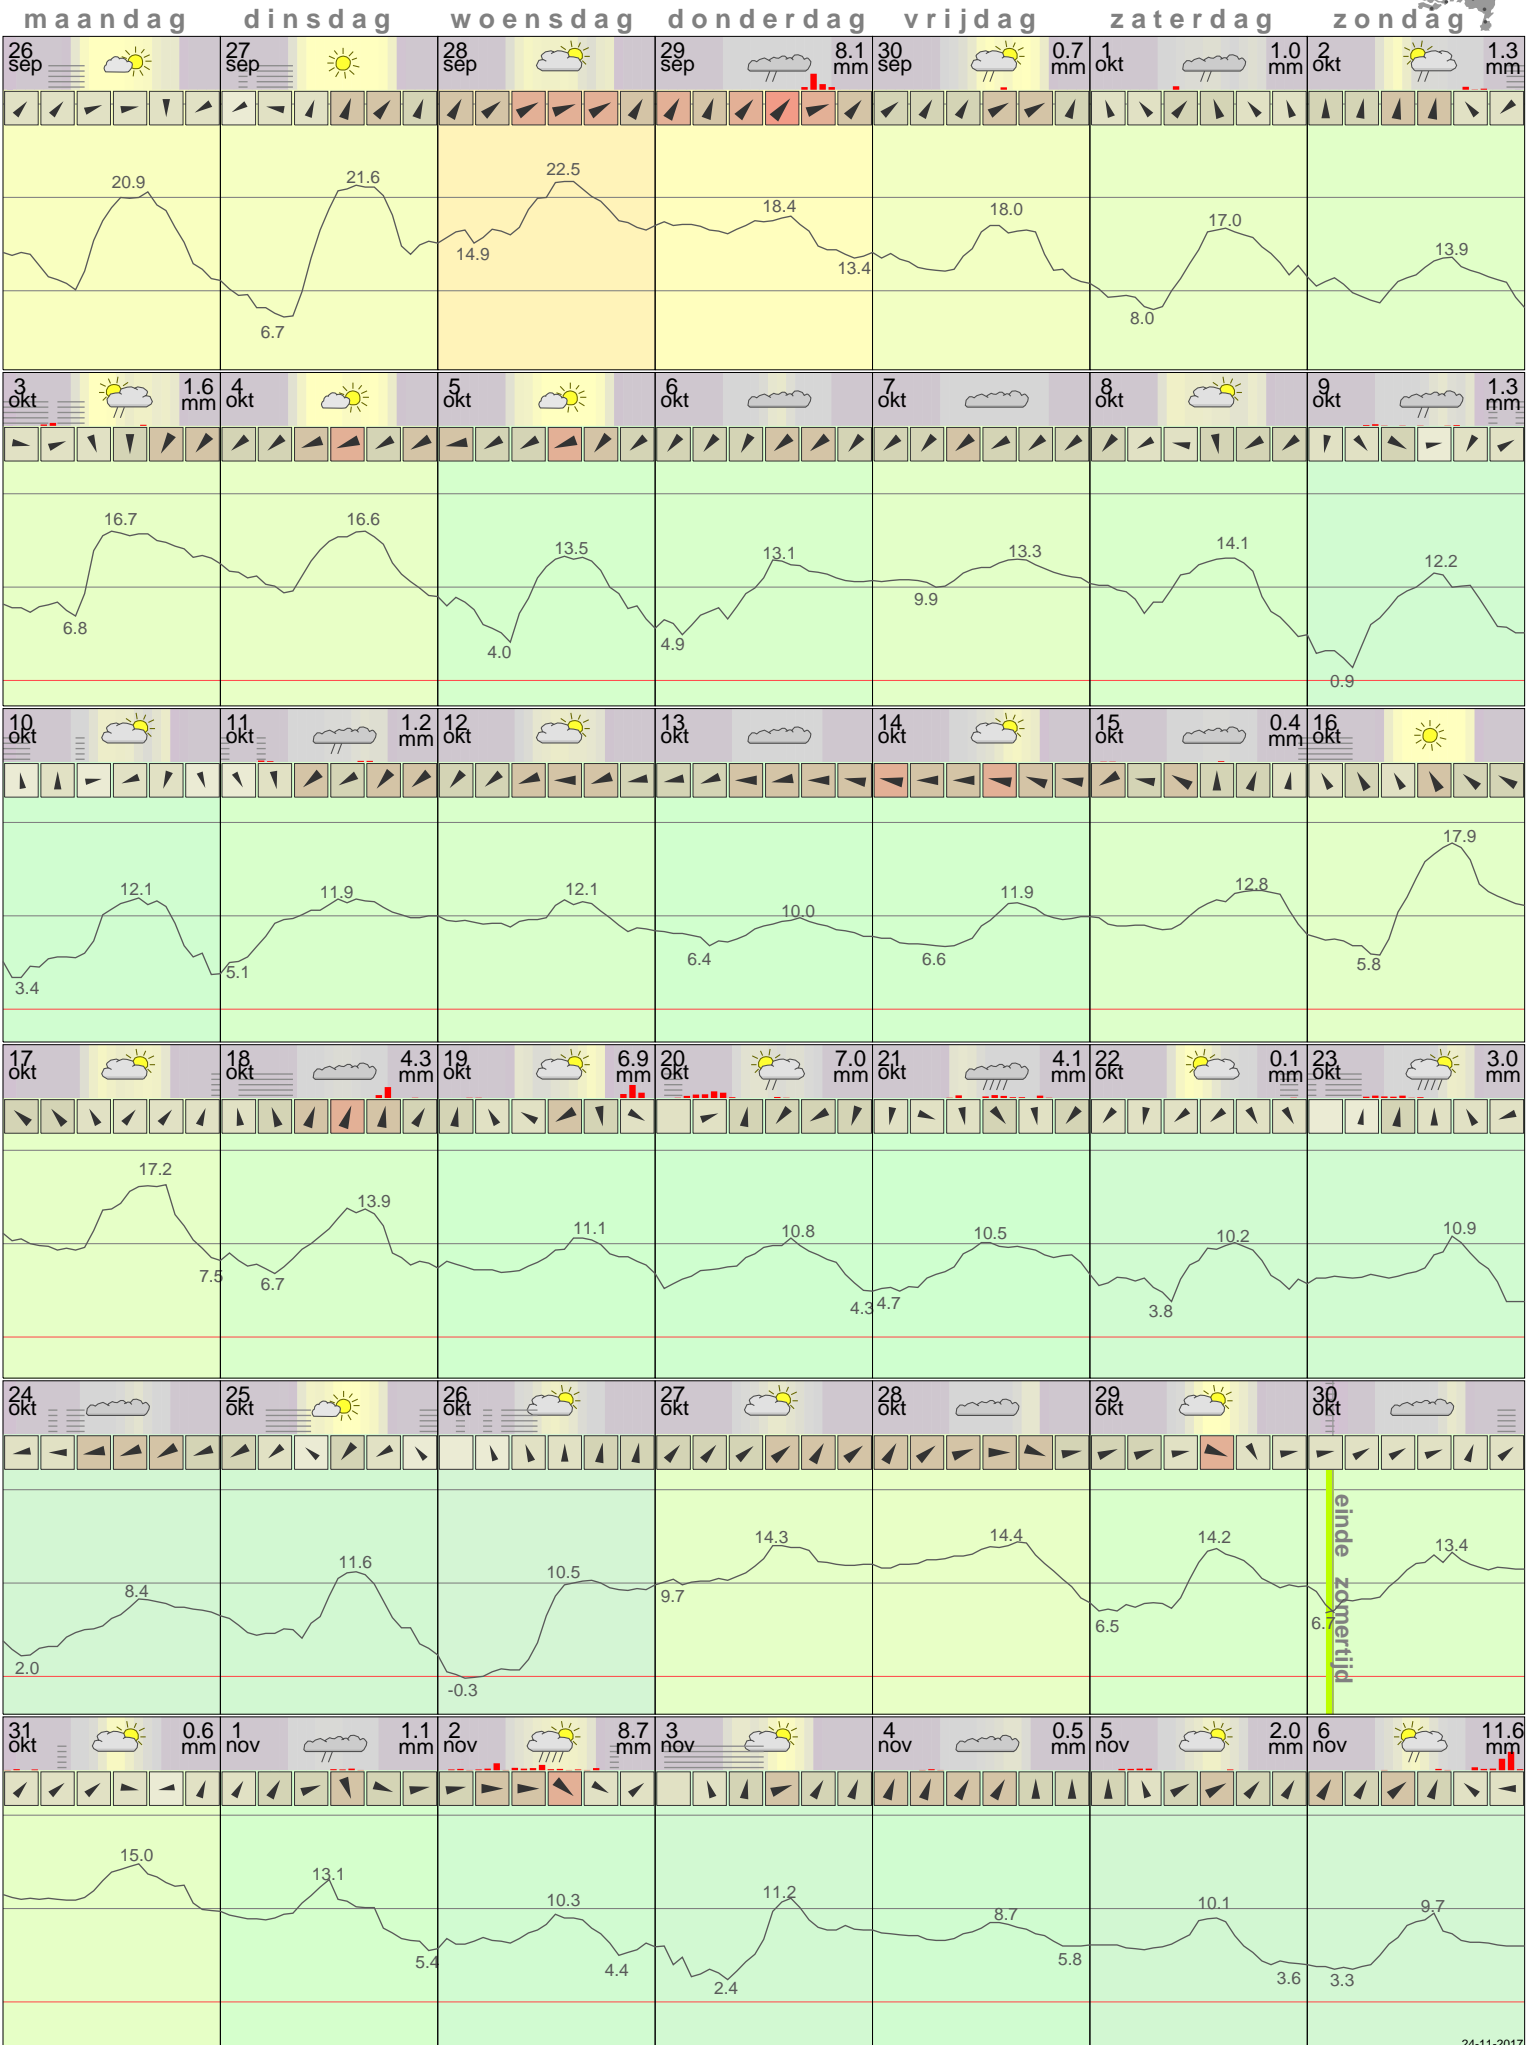 maandag dinsdag woensdag donderdag vrijdag zaterdag zondag
26 sep 27 sep 28 sep 29 sep 8.1 mm 30 sep 0.7 mm 1 okt 1.0 mm 2 okt 1.3 mm
20.9 6.7 21.6 14.9 22.5 18.4 13.4 18.0 8.0 17.0 13.9
3 okt 1.6 mm 4 okt 5 okt 6 okt 7 okt 8 okt 9 okt 1.3 mm
6.8 16.7 16.6 4.0 13.5 4.9 13.1 9.9 13.3 14.1 0.9 12.2
10 okt 11 okt 1.2 mm 12 okt 13 okt 14 okt 15 okt 0.4 mm 16 okt
3.4 12.1 5.1 11.9 12.1 6.4 10.0 6.6 11.9 12.8 5.8 17.9
17 okt 18 okt 4.3 mm 19 okt 6.9 mm 20 okt 7.0 mm 21 okt 4.1 mm 22 okt 0.1 mm 23 okt 3.0 mm
17.2 7.5 6.7 13.9 11.1 10.8 4.3 4.7 10.5 3.8 10.2 10.9
24 okt 25 okt 26 okt 27 okt 28 okt 29 okt 30 okt
2.0 8.4 11.6 -0.3 10.5 9.7 14.3 14.4 6.5 14.2 6.7 13.4
einde zomertijd
31 okt 0.6 mm 1 nov 1.1 mm 2 nov 8.7 mm 3 nov 4 nov 0.5 mm 5 nov 2.0 mm 6 nov 11.6 mm
15.0 13.1 5.4 10.3 4.4 2.4 11.2 8.7 5.8 10.1 3.6 3.3 9.7
24-11-2017